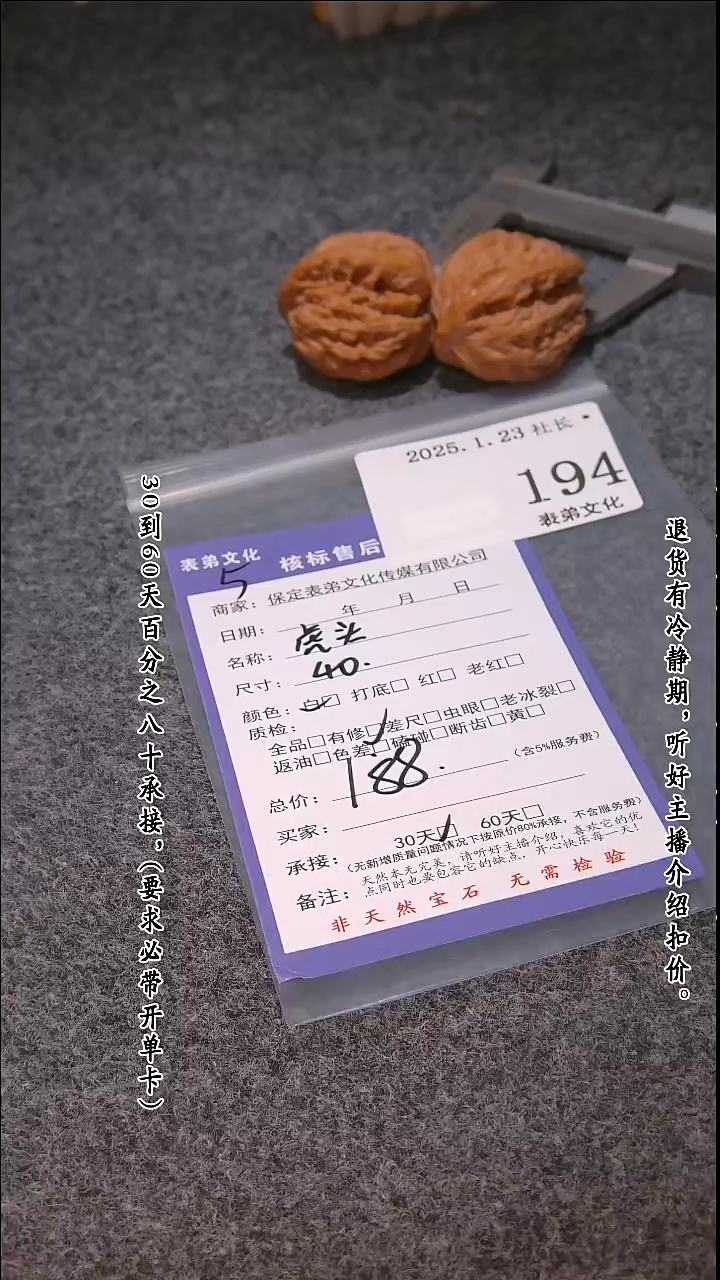 2025.1.23 社长
194
表弟文化
表弟文化 核标售后
5
商家：保定表弟文化传媒有限公司
日期： 年 月 日
名称：虎头
尺寸：40.
颜色：白□ 打底□ 红□ 老红□
质检：
全品□有修□差尺□虫眼□老冰裂□
返油□色差□磕碰□断齿□黄□
总价：188. （含5%服务费）
买家：
承接：30天□ 60天□
（无新增质量问题情况下按原价80%承接，不含服务费）
备注：天然本无完美，请听好主播介绍！喜欢它的优
点同时也要包容它的缺点，开心快乐每一天！
非天然宝石 无需检验
30到60天百分之八十承接，（要求必带开单卡）
退货有冷静期，听好主播介绍扣价。